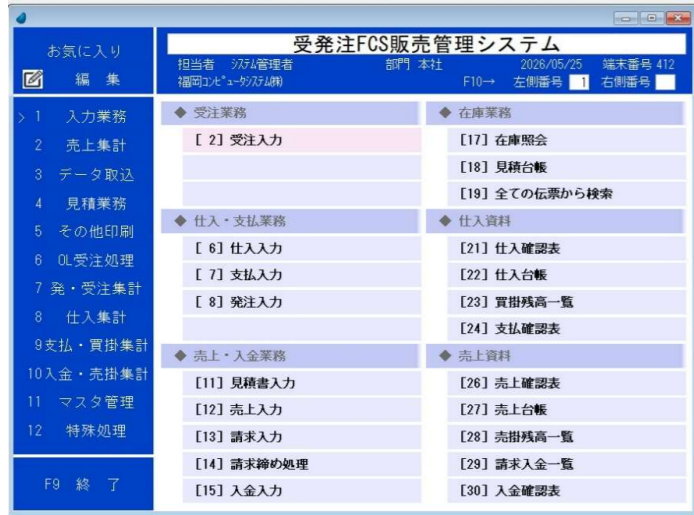 お気に入り
編 集
受発注FCS販売管理システム
担当者 システム管理者 部門 本社 2026/05/25 端末番号 412
福岡コンピュータシステム㈱ F10→ 左側番号 1 右側番号
> 1 入力業務
2 売上集計
3 データ取込
4 見積業務
5 その他印刷
6 OL受注処理
7 発・受注集計
8 仕入集計
9支払・買掛集計
10入金・売掛集計
11 マスタ管理
12 特殊処理
F9 終 了
◆ 受注業務
[ 2] 受注入力
◆ 仕入・支払業務
[ 6] 仕入入力
[ 7] 支払入力
[ 8] 発注入力
◆ 売上・入金業務
[11] 見積書入力
[12] 売上入力
[13] 請求入力
[14] 請求締め処理
[15] 入金入力
◆ 在庫業務
[17] 在庫照会
[18] 見積台帳
[19] 全ての伝票から検索
◆ 仕入資料
[21] 仕入確認表
[22] 仕入台帳
[23] 買掛残高一覧
[24] 支払確認表
◆ 売上資料
[26] 売上確認表
[27] 売上台帳
[28] 売掛残高一覧
[29] 請求入金一覧
[30] 入金確認表